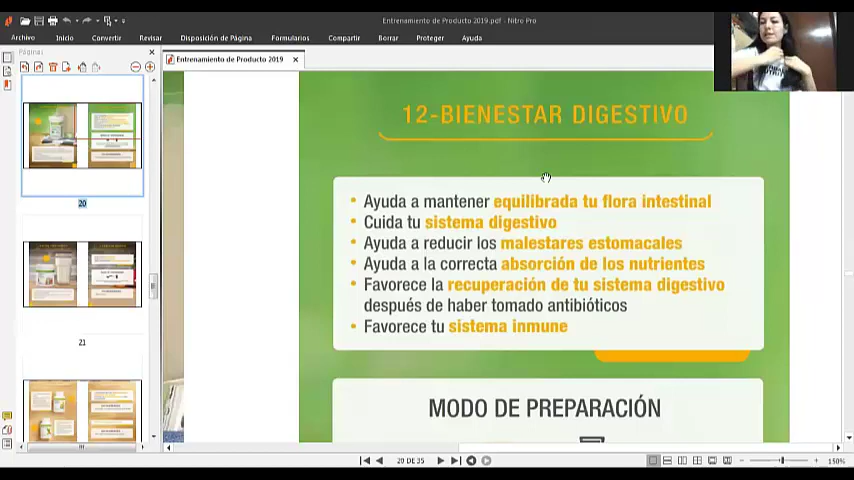 Entrenamiento de Producto 2019.pdf - Nitro Pro
Archivo Inicio Convertir Revisar Disposición de Página Formularios Compartir Borrar Proteger Ayuda
Páginas
Entrenamiento de Producto 2019
20
21
12-BIENESTAR DIGESTIVO
• Ayuda a mantener equilibrada tu flora intestinal
• Cuida tu sistema digestivo
• Ayuda a reducir los malestares estomacales
• Ayuda a la correcta absorción de los nutrientes
• Favorece la recuperación de tu sistema digestivo
después de haber tomado antibióticos
• Favorece tu sistema inmune
MODO DE PREPARACIÓN
20 DE 35
150%